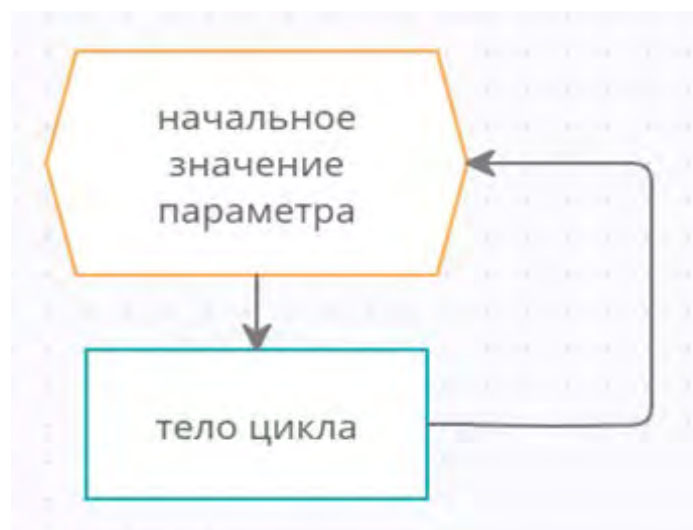 начальное
значение
параметра
тело цикла